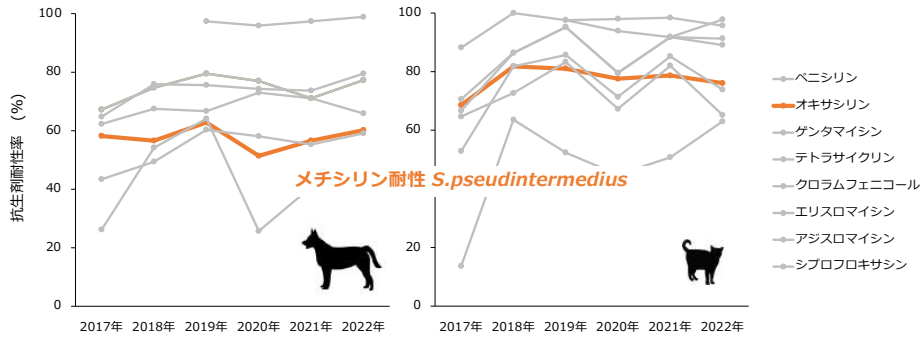 抗生剤耐性率 (%)
100
80
60
40
20
0
2017年 2018年 2019年 2020年 2021年 2022年
メチシリン耐性 S.pseudintermedius
100
80
60
20
0
2017年 2018年 2019年 2020年 2021年 2022年
ペニシリン
オキサシリン
ゲンタマイシン
テトラサイクリン
クロラムフェニコール
エリスロマイシン
アジスロマイシン
シプロフロキサシン